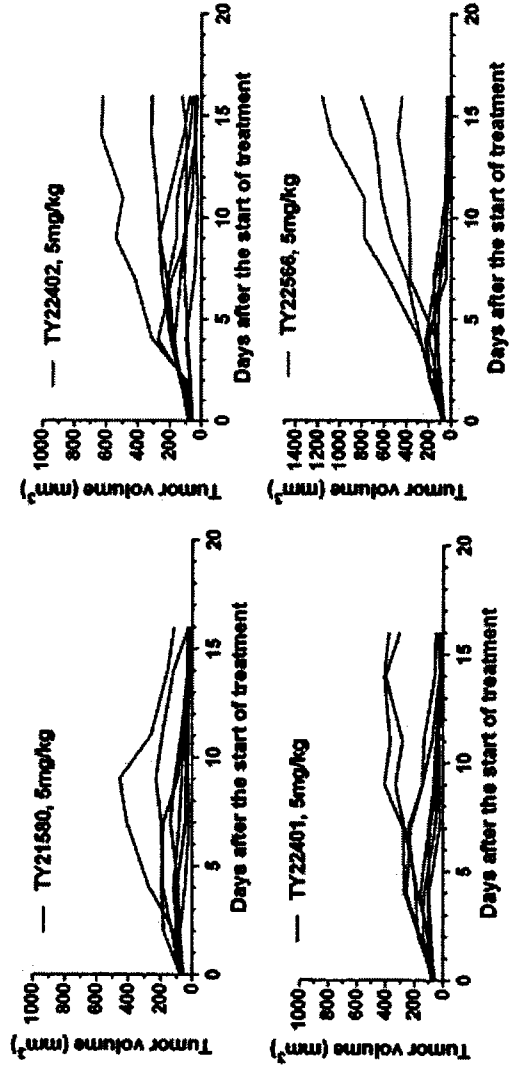 TY21580, 5mg/kg
Tumor volume (mm³)
1000
800
600
400
200
0
0 5 10 15 20
Days after the start of treatment
TY22402, 5mg/kg
Tumor volume (mm³)
1000
800
600
400
200
0
0 5 10 15 20
Days after the start of treatment
TY22401, 5mg/kg
Tumor volume (mm³)
1000
800
600
400
200
0
0 5 10 15 20
Days after the start of treatment
TY22566, 5mg/kg
Tumor volume (mm³)
1400
1200
1000
800
600
400
200
0
0 5 10 15 20
Days after the start of treatment